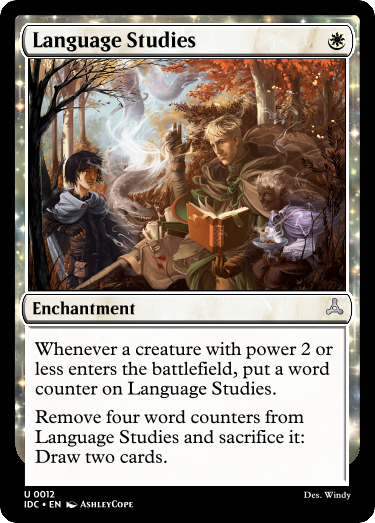 Language Studies
Enchantment
Whenever a creature with power 2 or
less enters the battlefield, put a word
counter on Language Studies.
Remove four word counters from
Language Studies and sacrifice it:
Draw two cards.
U 0012
IDC • EN AshleyCope
Des. Windy